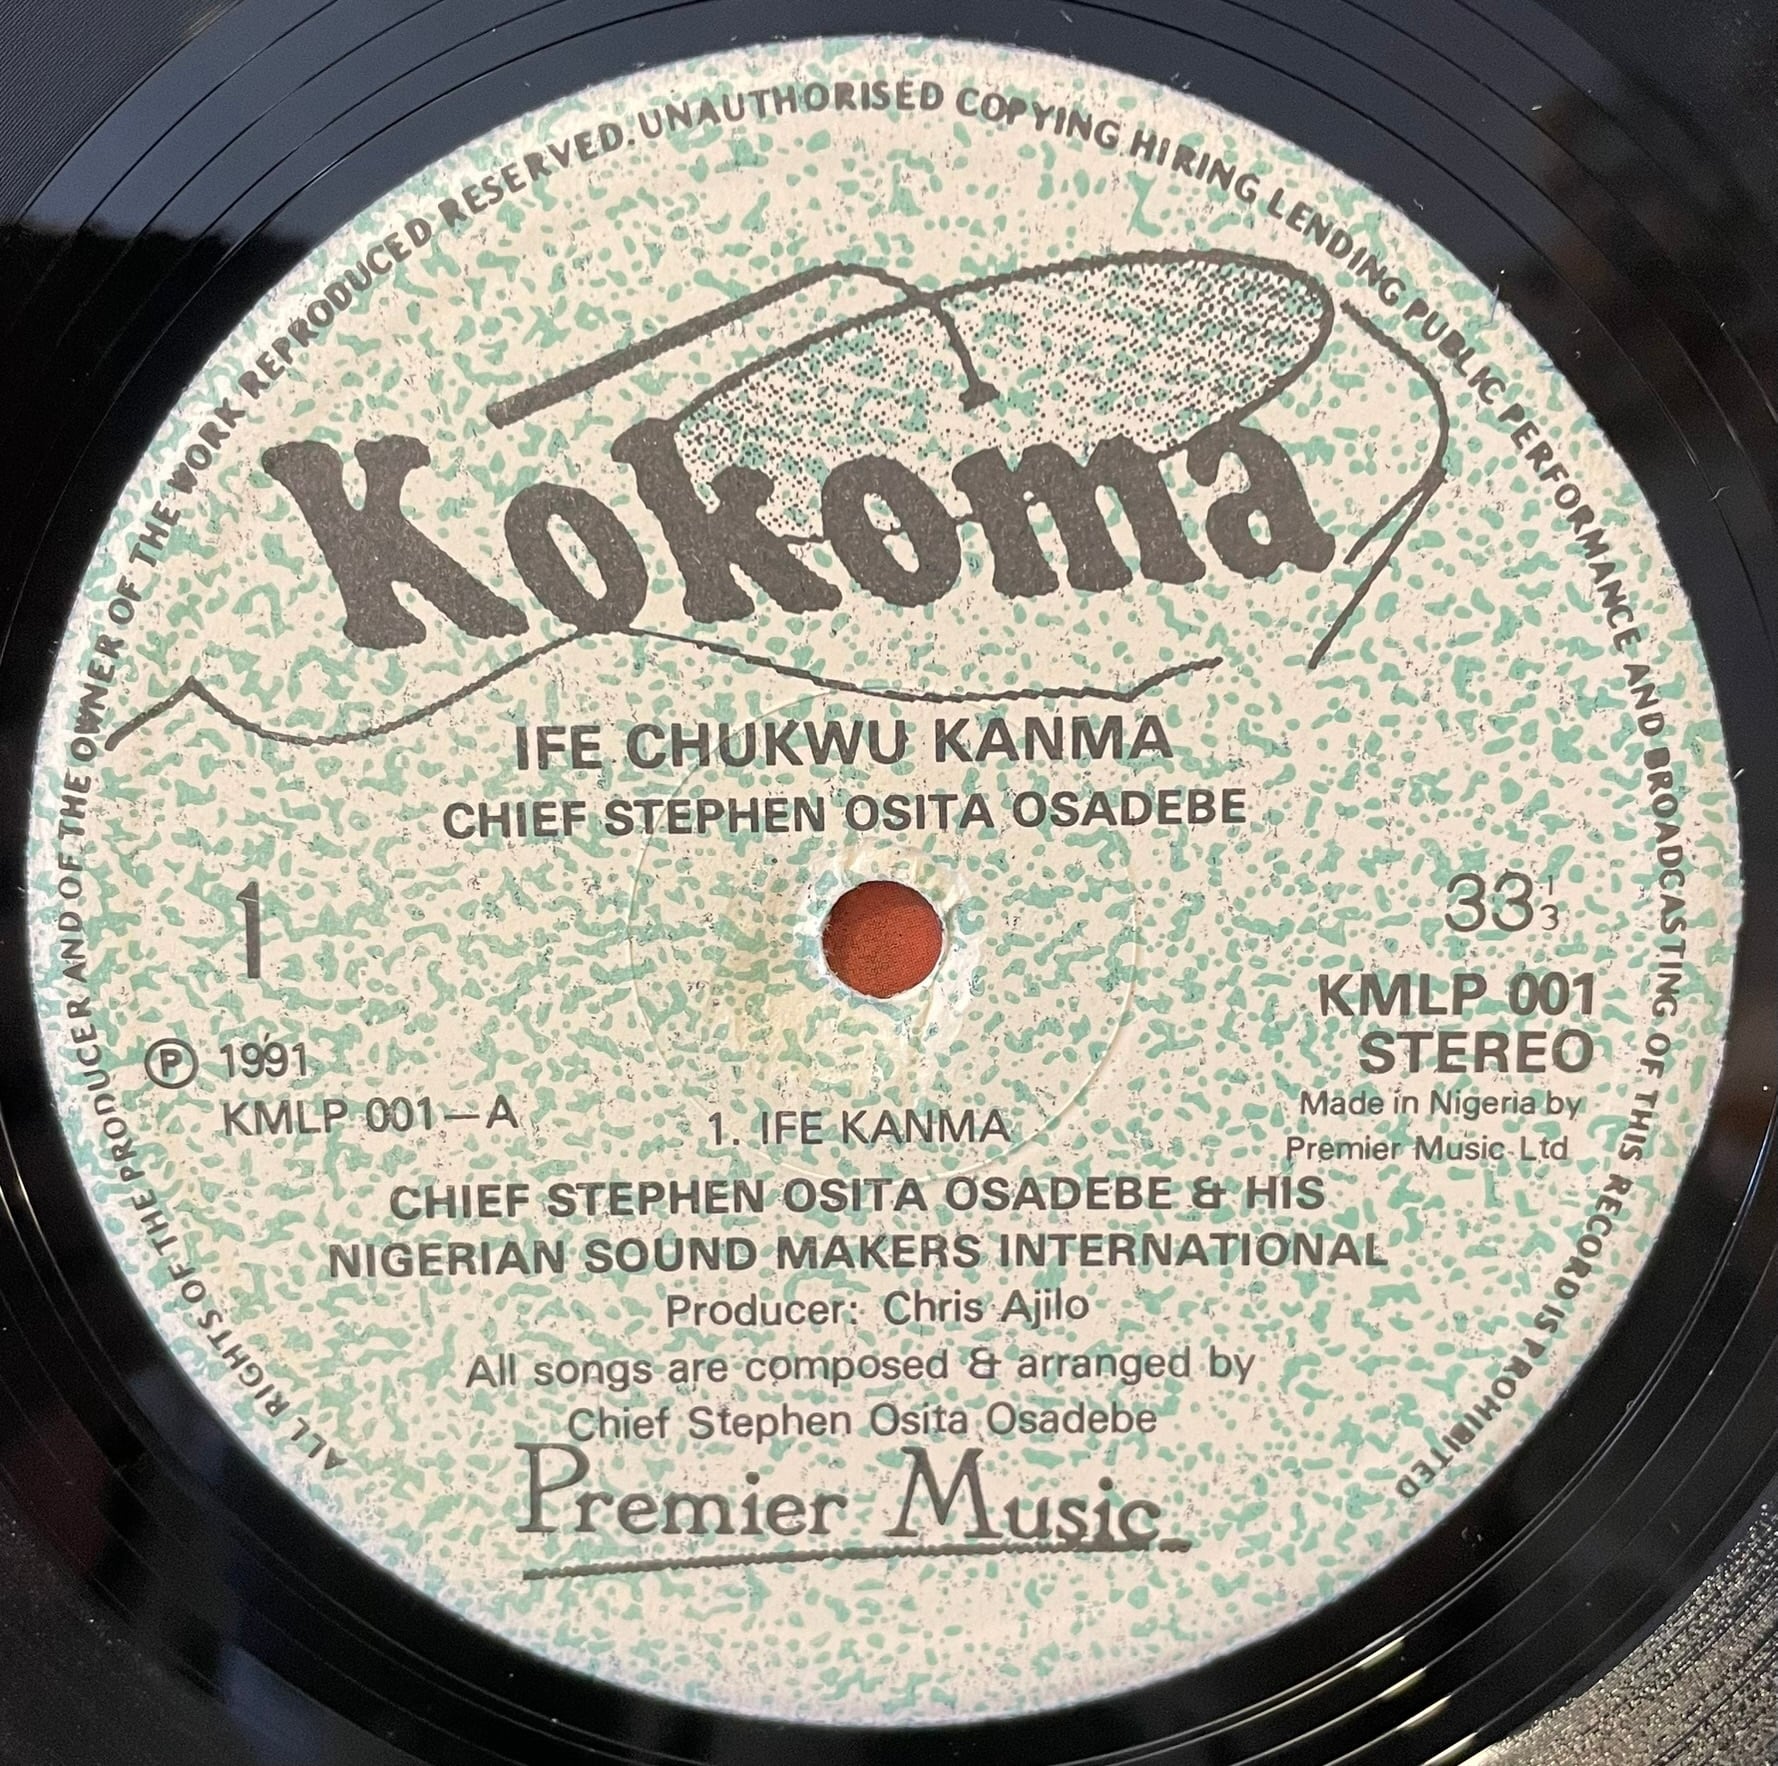 ALL RIGHTS OF THE PRODUCER AND OF THE OWNER OF THE WORK REPRODUCED RESERVED. UNAUTHORISED COPYING HIRING LENDING PUBLIC PERFORMANCE AND BROADCASTING OF THIS RECORD IS PROHIBITED
Kokoma
IFE CHUKWU KANMA
CHIEF STEPHEN OSITA OSADEBE
1
33 1/3
KMLP 001
STEREO
Made in Nigeria by
Premier Music Ltd
Ⓟ 1991
KMLP 001—A
1. IFE KANMA
CHIEF STEPHEN OSITA OSADEBE & HIS
NIGERIAN SOUND MAKERS INTERNATIONAL
Producer: Chris Ajilo
All songs are composed & arranged by
Chief Stephen Osita Osadebe
Premier Music